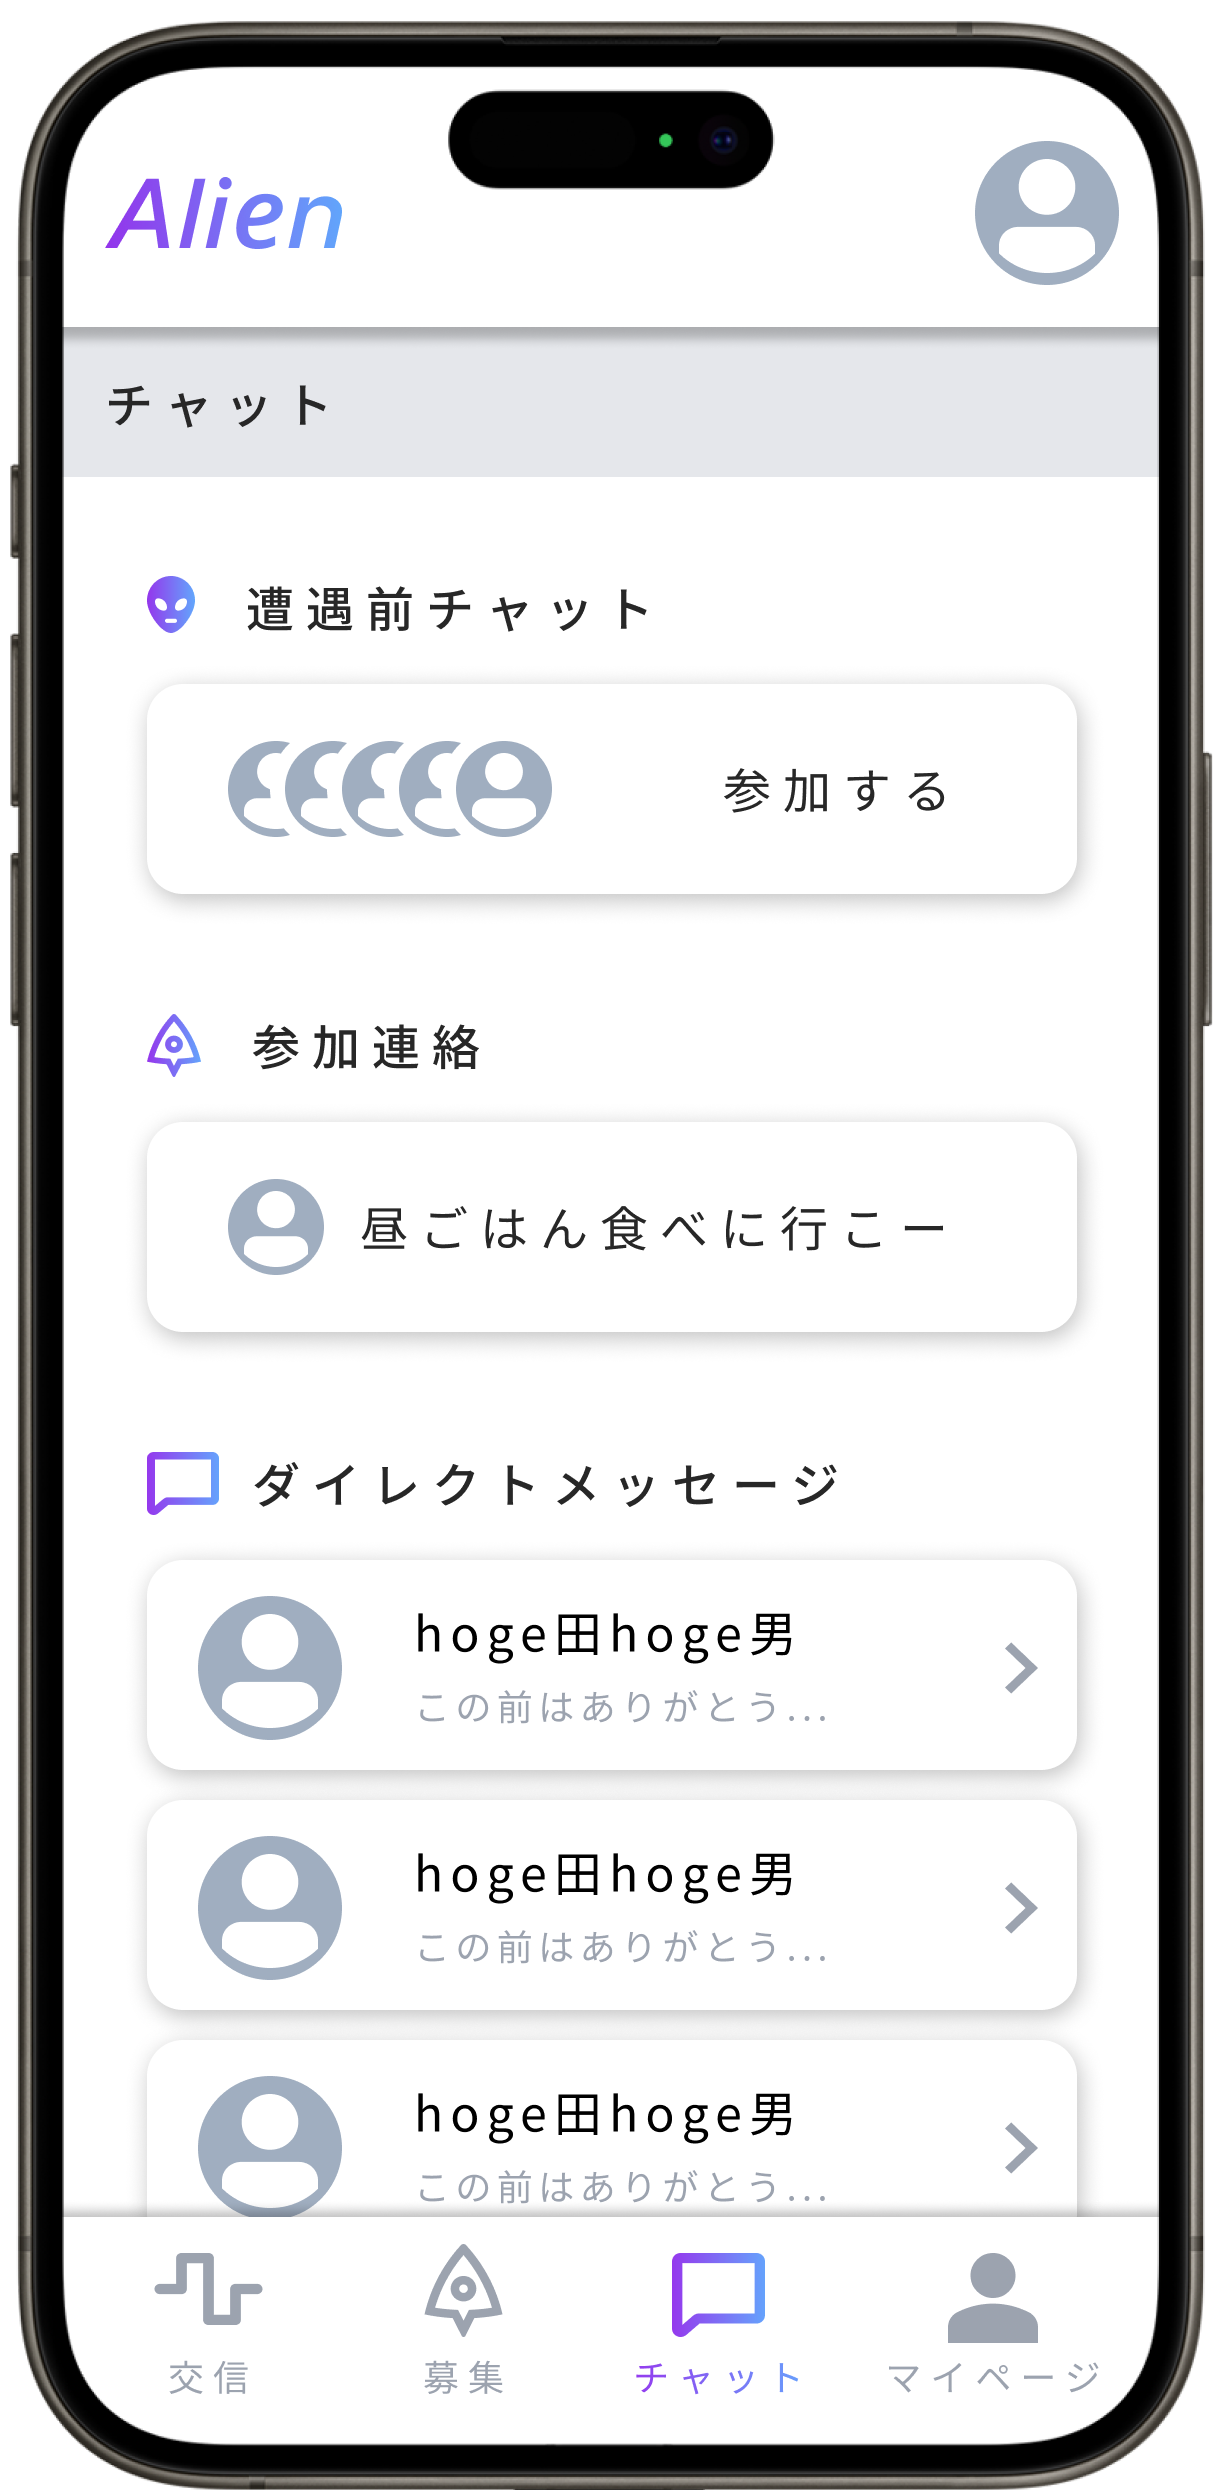 Alien
チャット
遭遇前チャット
参加する
参加連絡
昼ごはん食べに行こー
ダイレクトメッセージ
hoge田hoge男
この前はありがとう...
hoge田hoge男
この前はありがとう...
hoge田hoge男
この前はありがとう...
交信
募集
チャット
マイページ